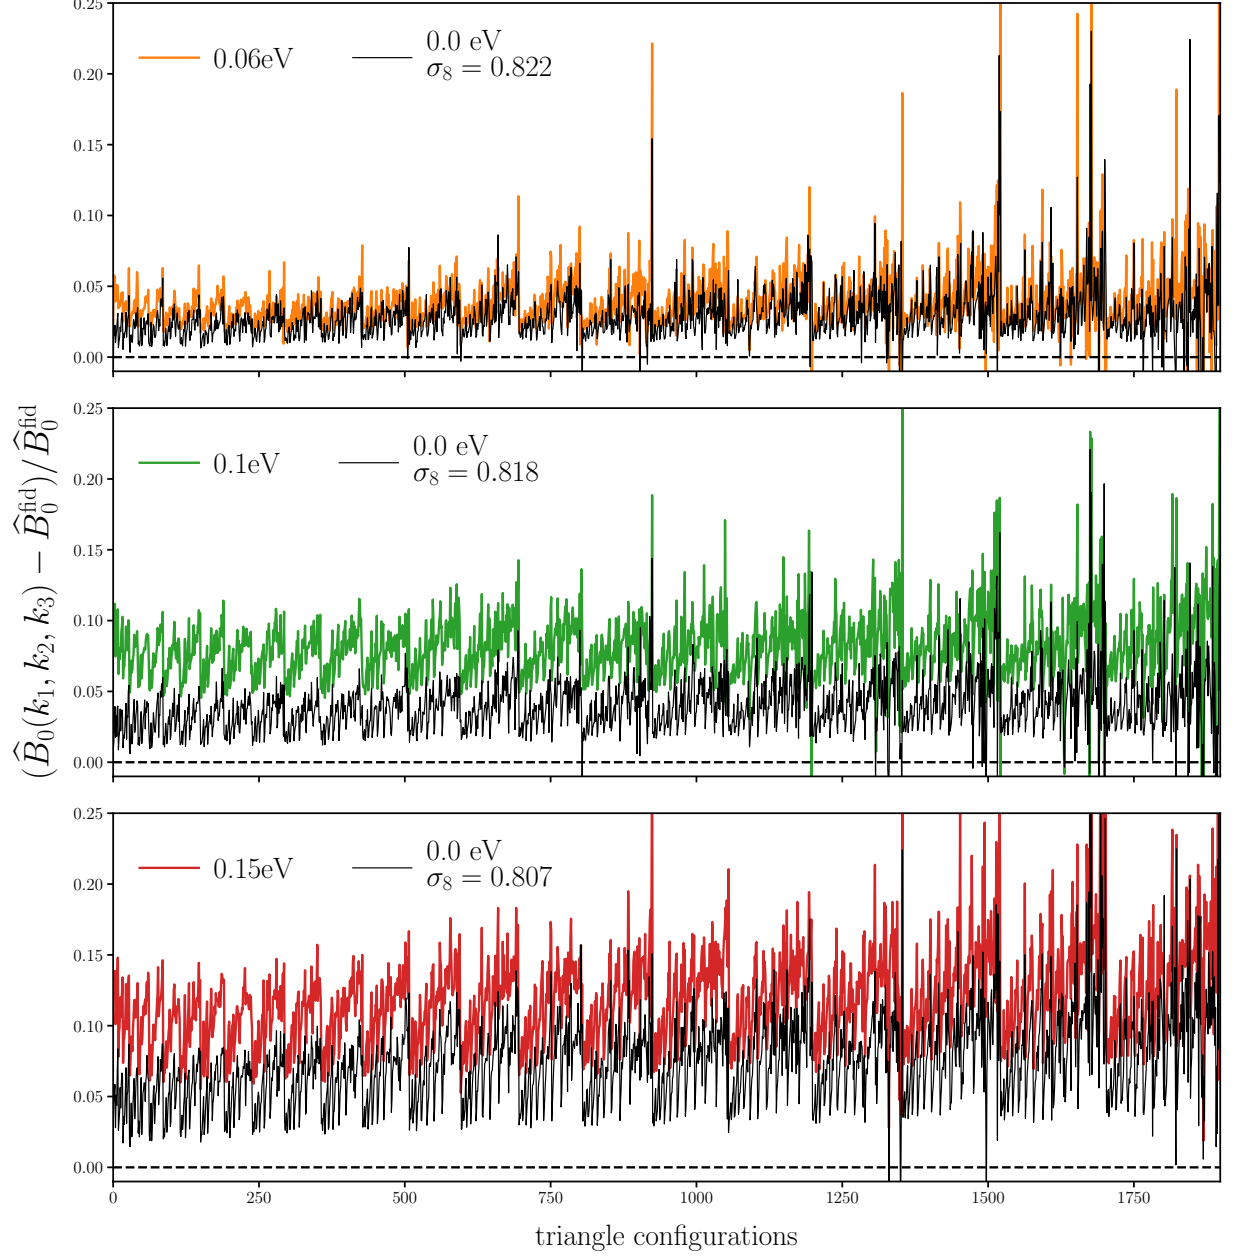 0.25
0.20
0.15
0.10
0.05
0.00
0.06eV
0.0 eV
σ₈ = 0.822
0.25
0.20
0.15
0.10
0.05
0.00
0.1eV
0.0 eV
σ₈ = 0.818
(B̂₀(k₁, k₂, k₃) − B̂₀ᶠⁱᵈ)/B̂₀ᶠⁱᵈ
0.25
0.20
0.15
0.10
0.05
0.00
0.15eV
0.0 eV
σ₈ = 0.807
0 250 500 750 1000 1250 1500 1750
triangle configurations